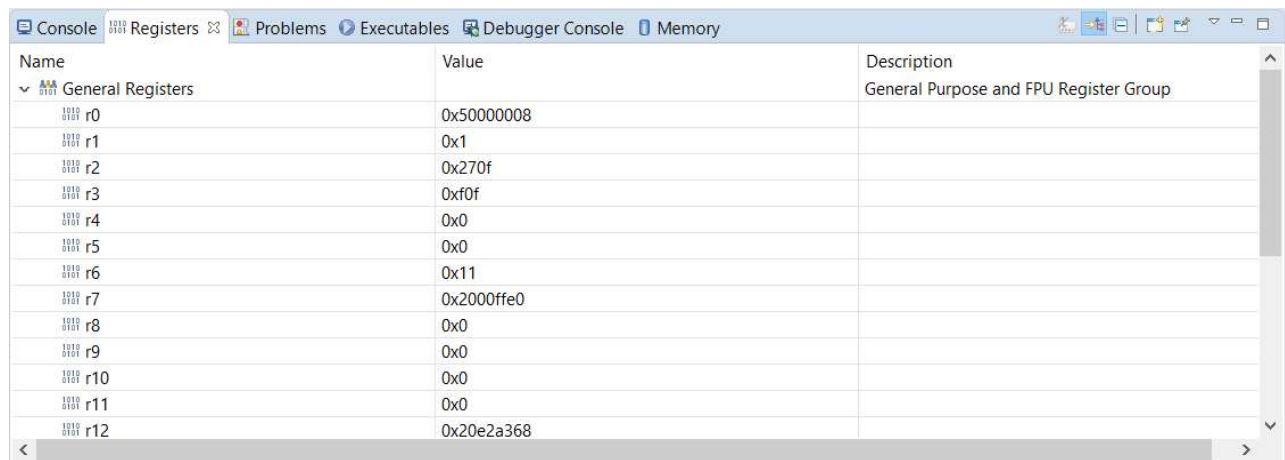 Console Registers Problems Executables Debugger Console Memory
Name Value Description
General Registers General Purpose and FPU Register Group
r0 0x50000008
r1 0x1
r2 0x270f
r3 0xf0f
r4 0x0
r5 0x0
r6 0x11
r7 0x2000ffe0
r8 0x0
r9 0x0
r10 0x0
r11 0x0
r12 0x20e2a368